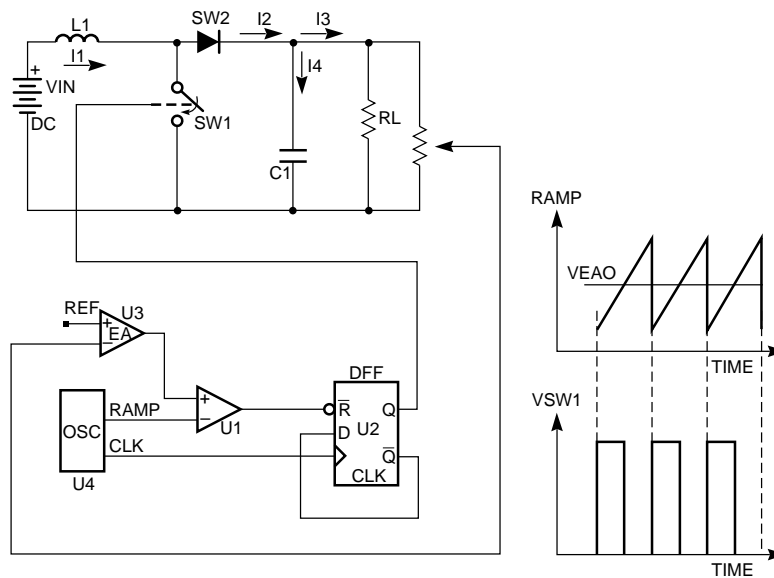 SW2
L1
I2
I3
I1
I4
+
VIN
DC
SW1
RL
C1
REF
U3
+
EA
−
DFF
RAMP
+
−
U1
R̅
Q
D
U2
OSC
CLK
Q̅
CLK
U4
RAMP
VEAO
TIME
VSW1
TIME